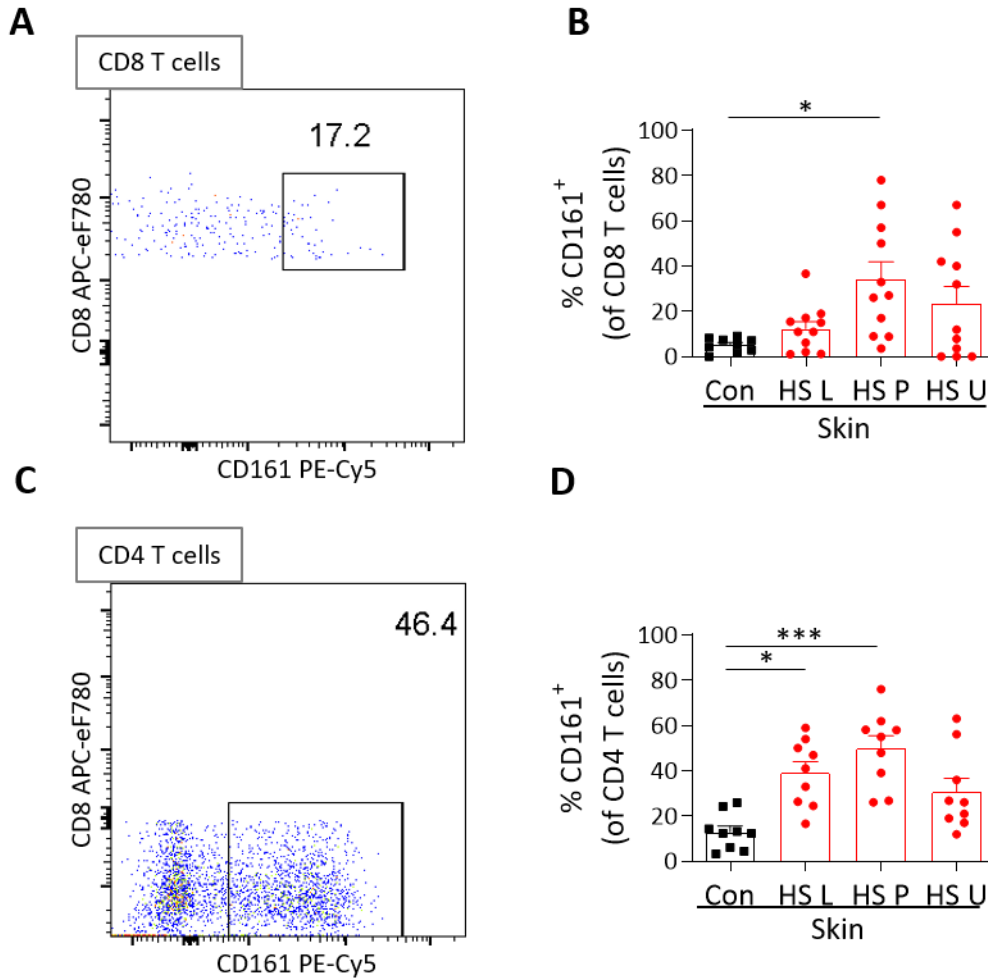 A
CD8 T cells
17.2
CD8 APC-eF780
CD161 PE-Cy5
B
*
% CD161⁺
(of CD8 T cells)
100
80
60
40
20
0
Con HS L HS P HS U
Skin
C
CD4 T cells
46.4
CD8 APC-eF780
CD161 PE-Cy5
D
***
*
% CD161⁺
(of CD4 T cells)
100
80
60
40
20
0
Con HS L HS P HS U
Skin